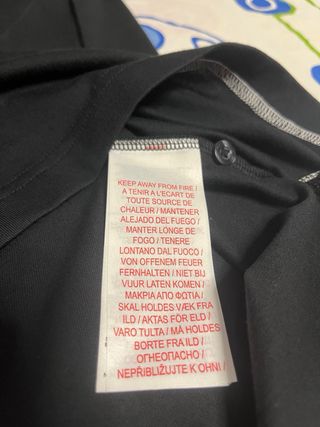 KEEP AWAY FROM FIRE /
A TENIR A L'ECART DE
TOUTE SOURCE DE
CHALEUR / MANTENER
ALEJADO DEL FUEGO /
MANTER LONGE DE
FOGO / TENERE
LONTANO DAL FUOCO /
VON OFFENEM FEUER
FERNHALTEN / NIET BIJ
VUUR LATEN KOMEN /
ΜΑΚΡΙΑ ΑΠΟ ΦΩΤΙΑ /
SKAL HOLDES VÆK FRA
ILD / AKTAS FÖR ELD /
VARO TULTA / MÅ HOLDES
BORTE FRA ILD /
ОГНЕОПАСНО /
NEPŘIBLIŽUJTE K OHNI /